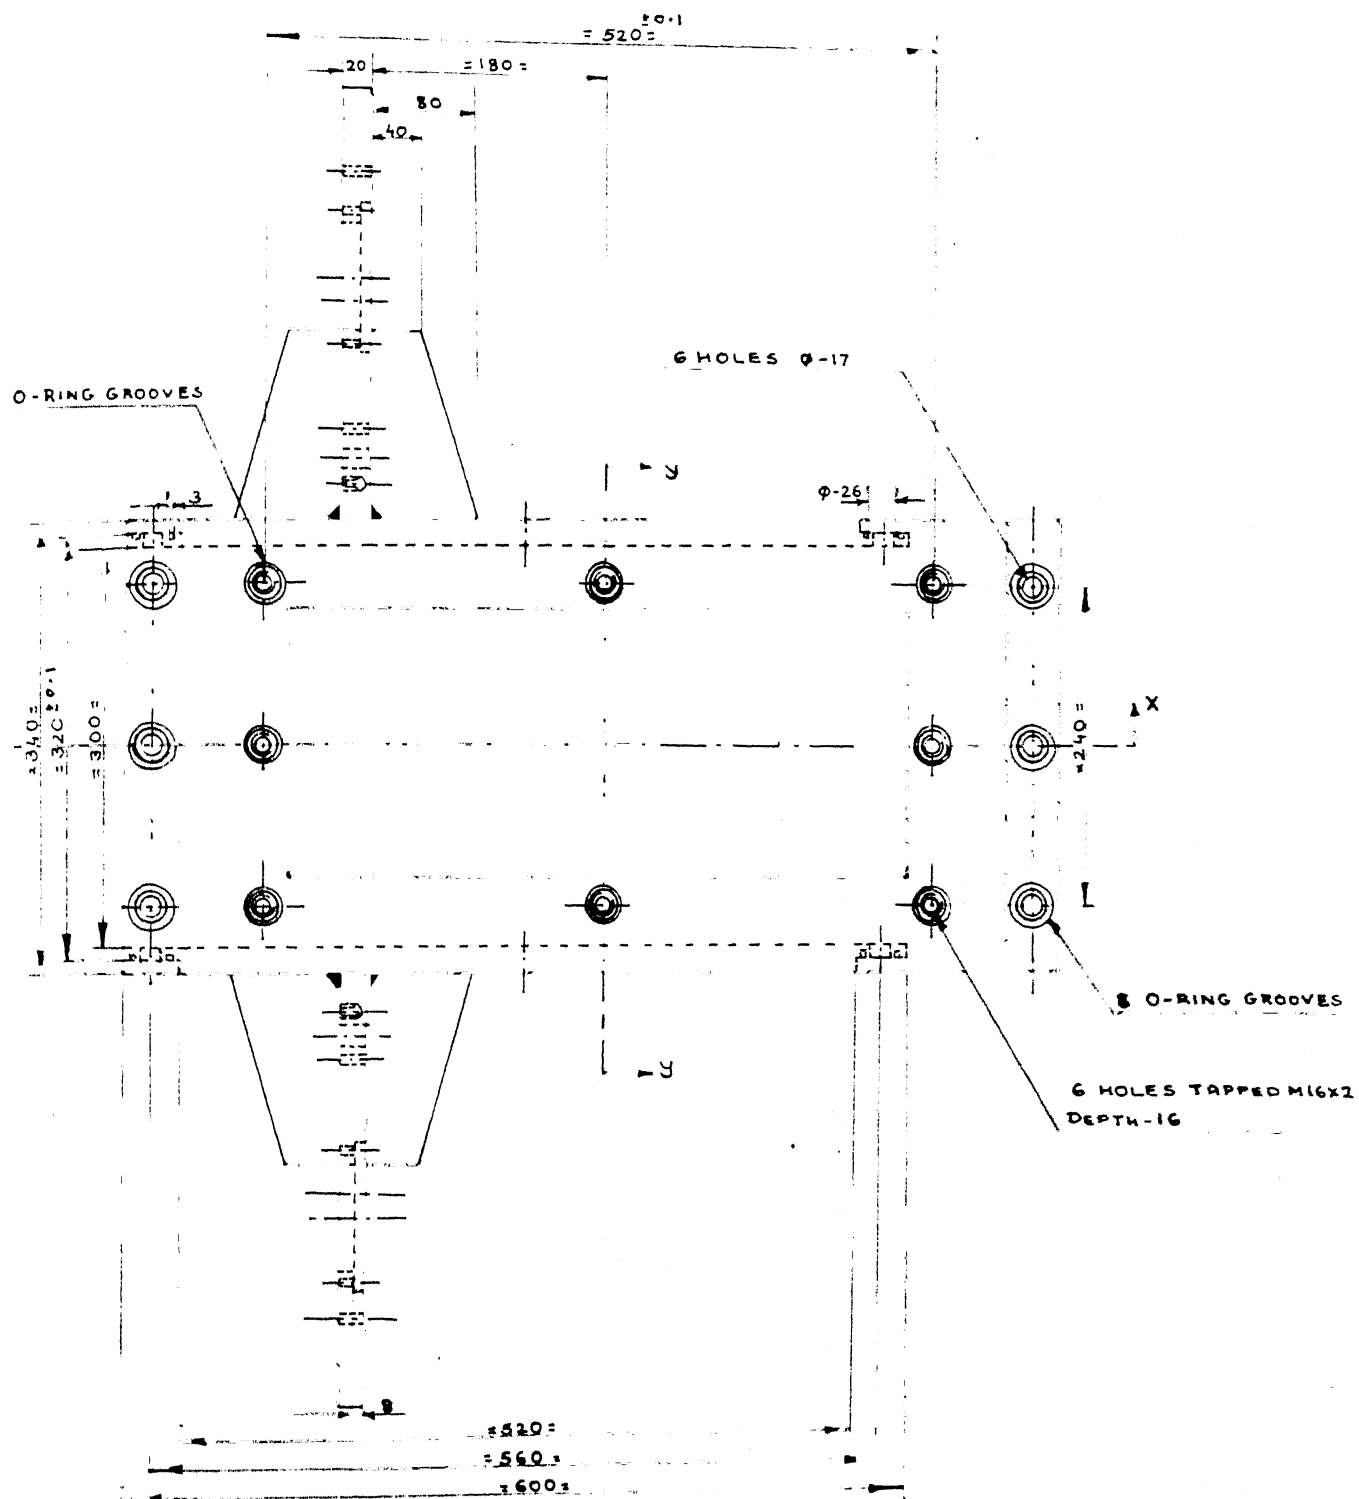 ±0.1
=520=
20
=180=
80
40
6 HOLES Ø-17
O-RING GROOVES
y
Ø-26
3
=340=
=320±0.1=
=300=
X
=240=
8 O-RING GROOVES
y
6 HOLES TAPPED M16X2
DEPTH-16
8
=520=
=560=
=600=